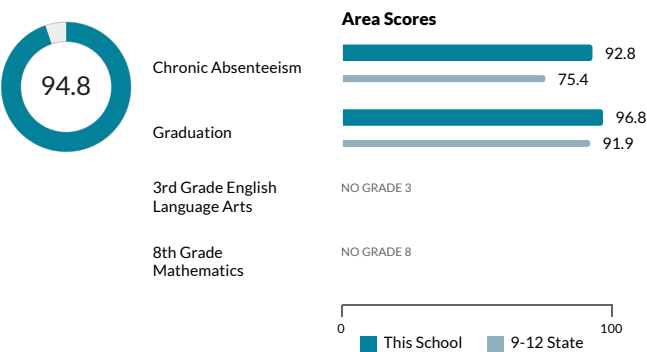 94.8
Area Scores
Chronic Absenteeism
92.8
75.4
Graduation
96.8
91.9
3rd Grade English
Language Arts
NO GRADE 3
8th Grade
Mathematics
NO GRADE 8
0
100
This School
9-12 State